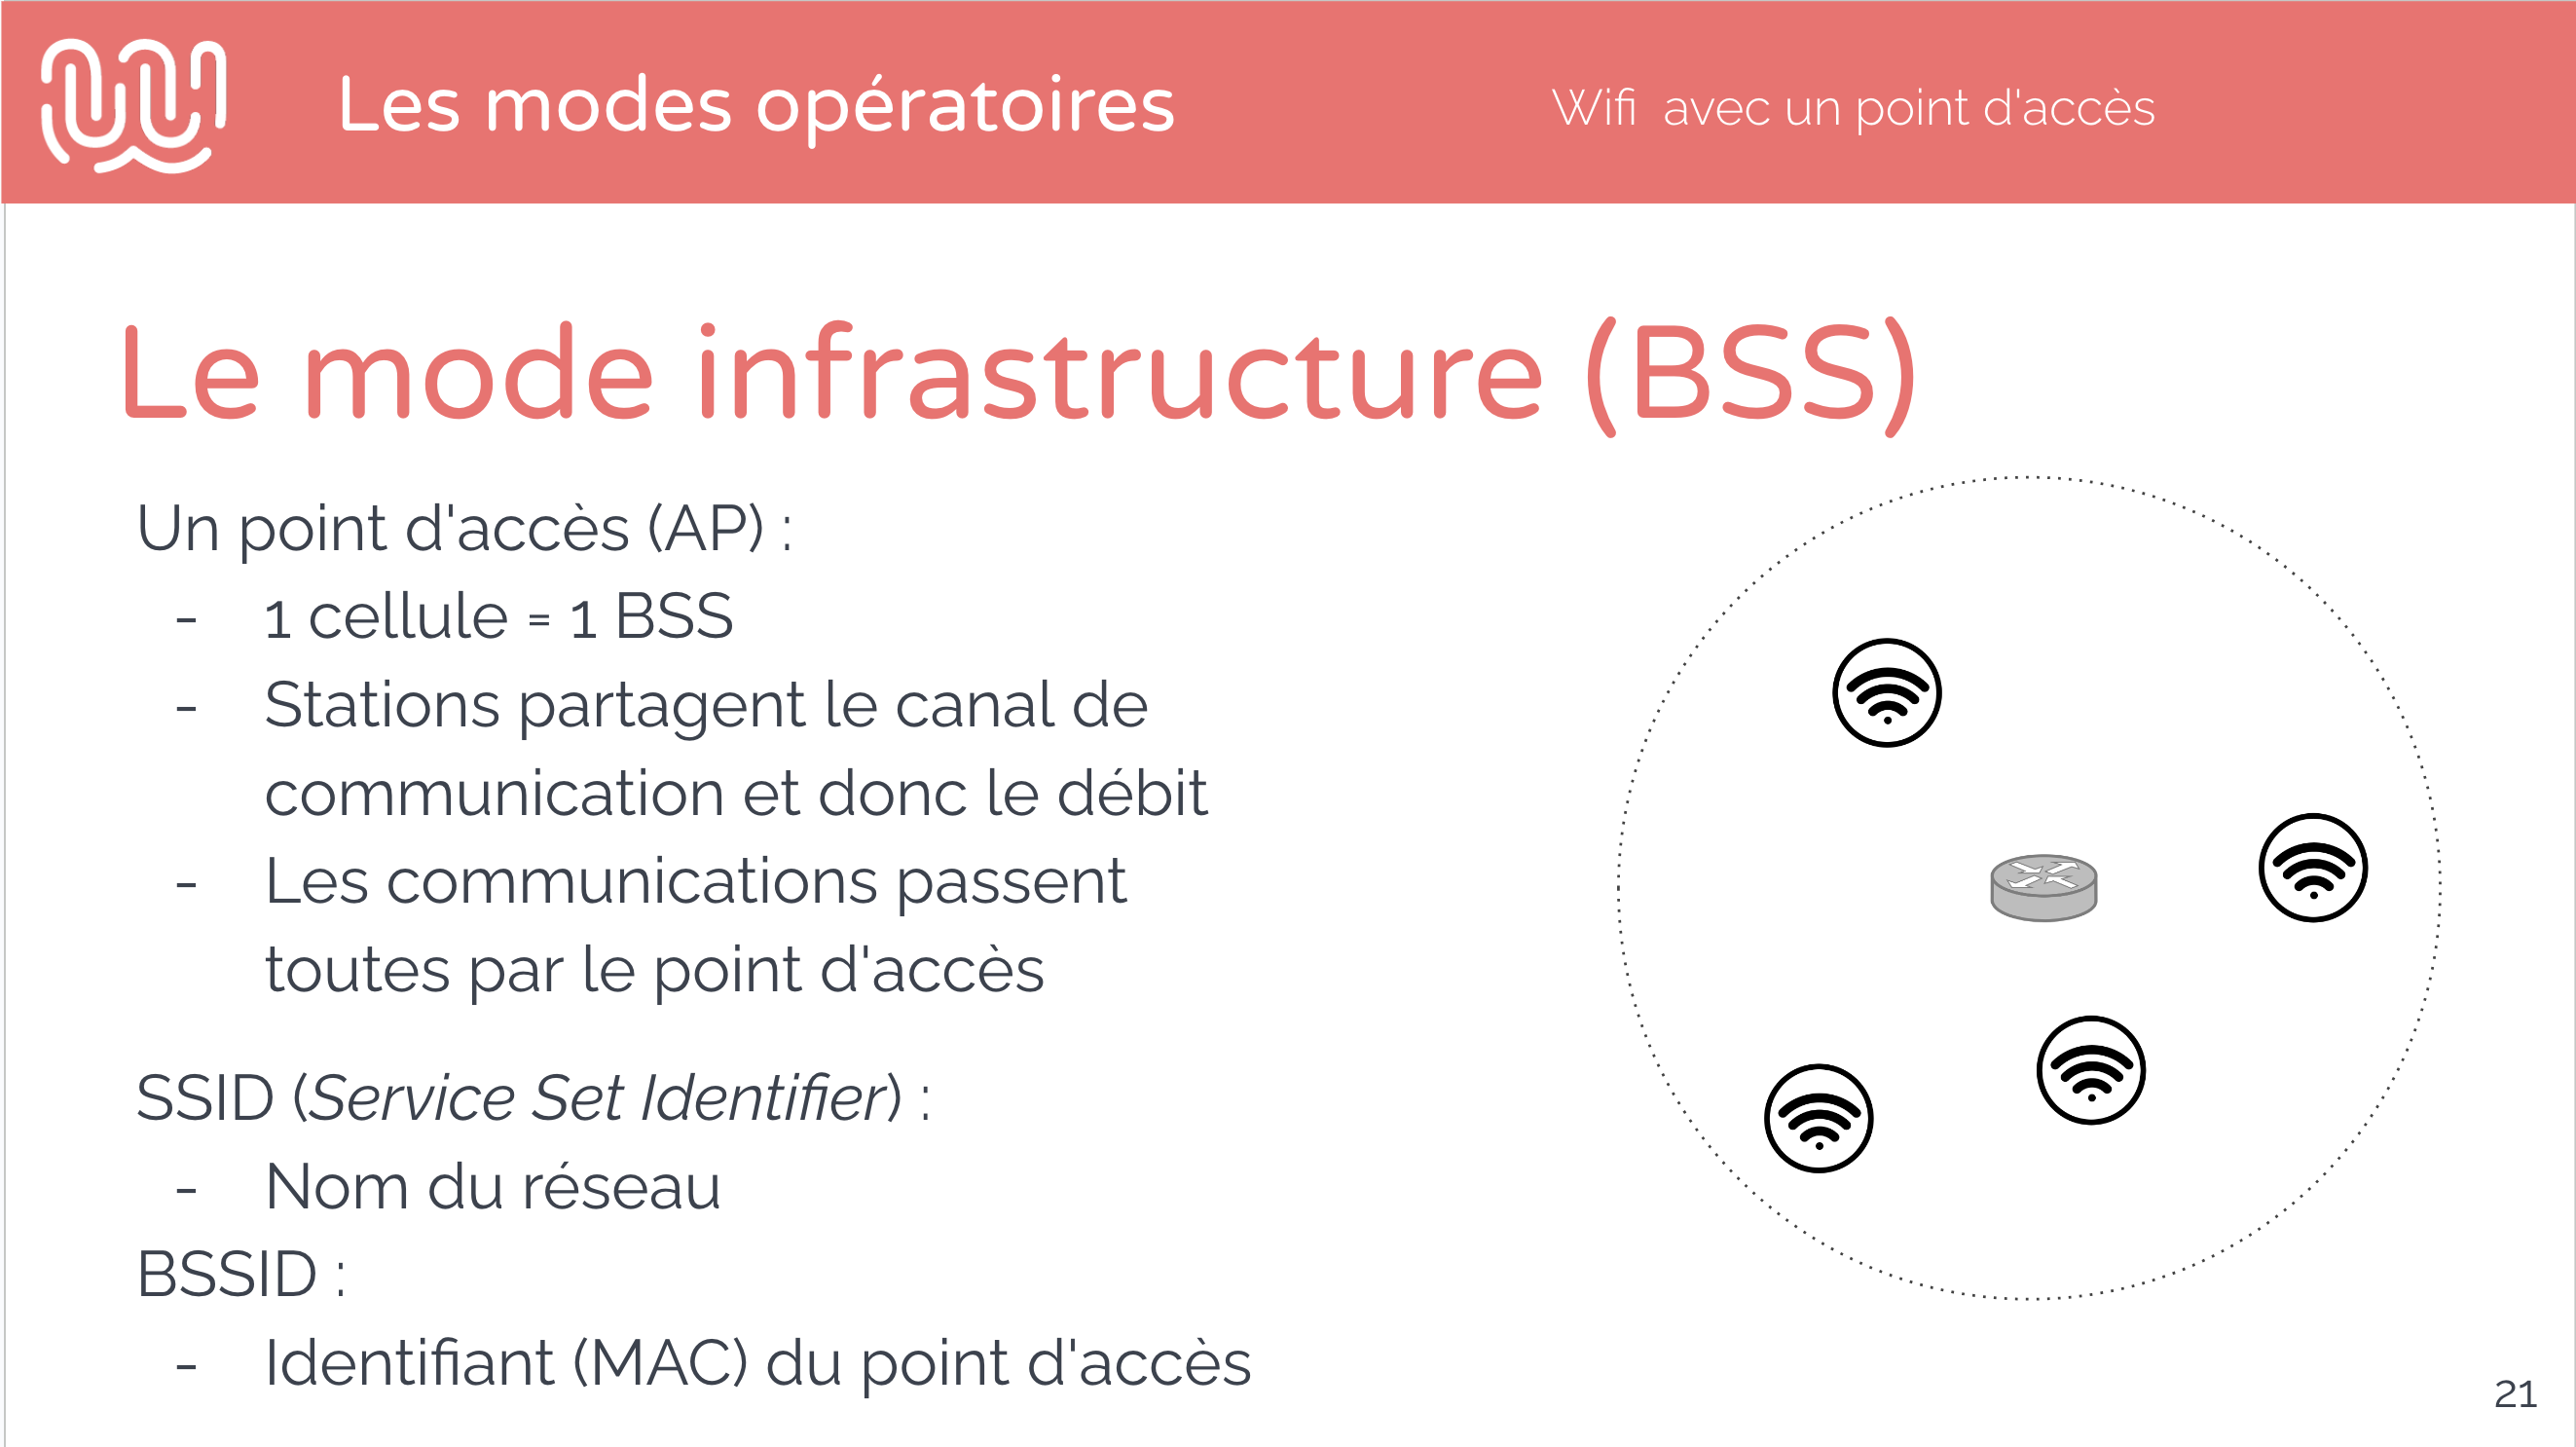 Les modes opératoires
Wifi avec un point d'accès
Le mode infrastructure (BSS)
Un point d'accès (AP) :
- 1 cellule = 1 BSS
- Stations partagent le canal de
communication et donc le débit
- Les communications passent
toutes par le point d'accès
SSID (Service Set Identifier) :
- Nom du réseau
BSSID :
- Identifiant (MAC) du point d'accès
21